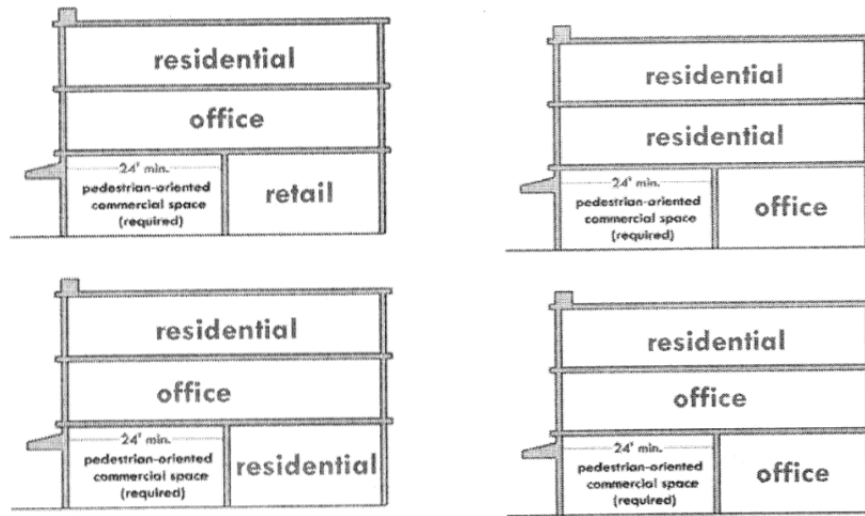 residential
office
24' min.
pedestrian-oriented
commercial space
(required)
retail
residential
residential
24' min.
pedestrian-oriented
commercial space
(required)
office
residential
office
24' min.
pedestrian-oriented
commercial space
(required)
residential
residential
office
24' min.
pedestrian-oriented
commercial space
(required)
office